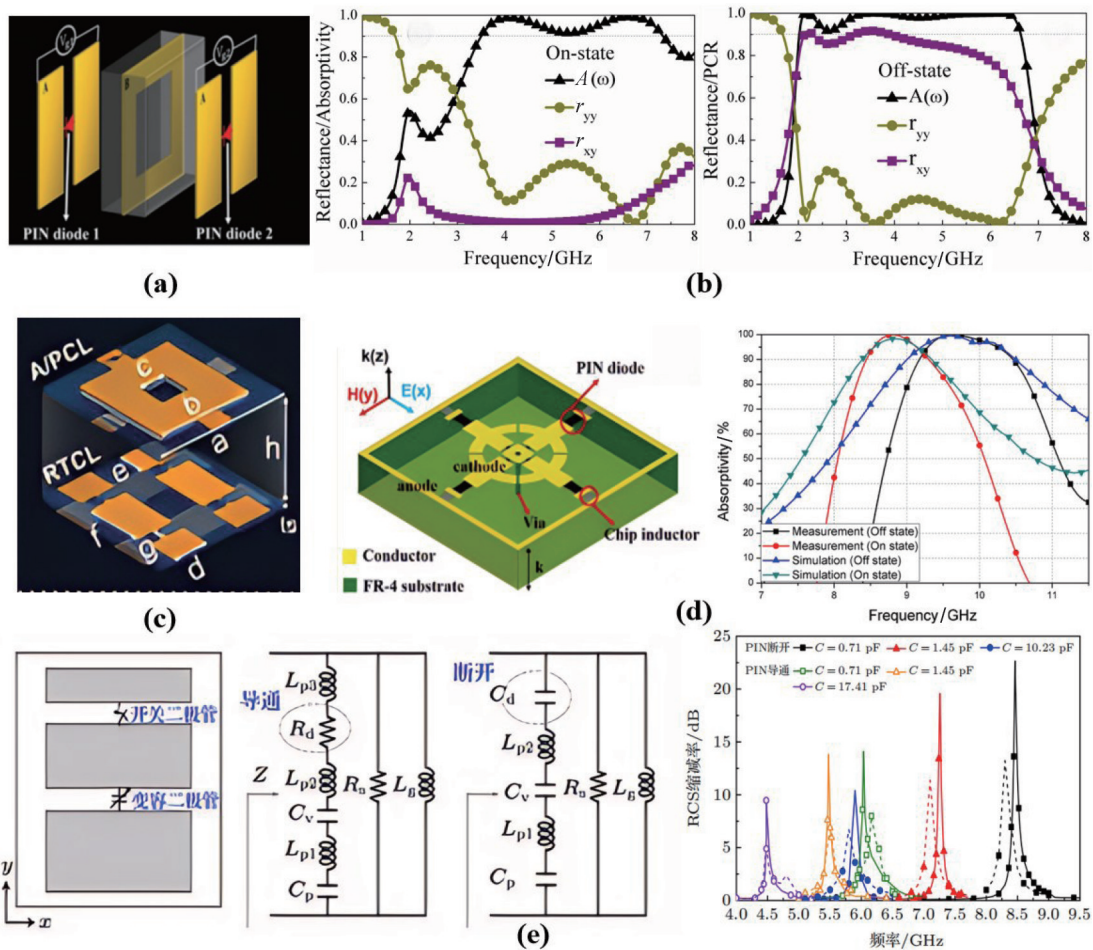 V_g1
V_g2
A
B
A
PIN diode 1
PIN diode 2
(a)
Reflectance/Absorptivity
1.0
0.8
0.6
0.4
0.2
0.0
On-state
A(ω)
r_yy
r_xy
1 2 3 4 5 6 7 8
Frequency/GHz
Reflectance/PCR
1.0
0.8
0.6
0.4
0.2
0.0
Off-state
A(ω)
r_yy
r_xy
1 2 3 4 5 6 7 8
Frequency/GHz
(b)
A/PCL
c
b
a
h
RTCL
e
f
g
d
(c)
k(z)
H(y)
E(x)
PIN diode
cathode
anode
Via
Chip inductor
Conductor
FR-4 substrate
k
Absorptivity/%
100
90
80
70
60
50
40
30
20
10
0
Measurement (Off state)
Measurement (On state)
Simulation (Off state)
Simulation (On state)
7 8 9 10 11
Frequency/GHz
(d)
开关二极管
变容二极管
y
x
导通
L_p3
R_d
Z
L_p2
C_v
L_p1
C_p
L_g
断开
C_d
L_p2
C_v
L_p1
C_p
L_g
(e)
RCS缩减率/dB
25
20
15
10
5
0
PIN断开 C = 0.71 pF C = 1.45 pF C = 10.23 pF
PIN导通 C = 0.71 pF C = 1.45 pF
C = 17.41 pF
4.0 4.5 5.0 5.5 6.0 6.5 7.0 7.5 8.0 8.5 9.0 9.5
频率/GHz